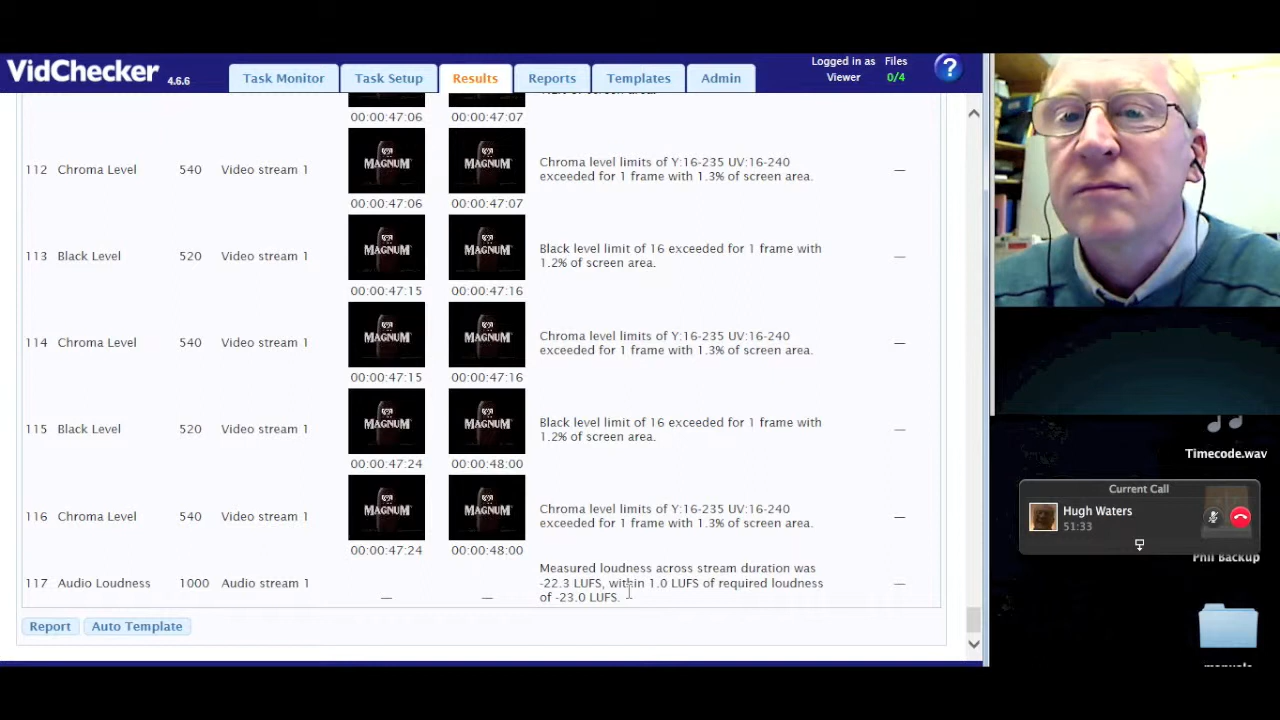 VidChecker 4.6.6
Task Monitor
Task Setup
Results
Reports
Templates
Admin
Logged in as
Viewer
Files
0/4
?
00:00:47:06 00:00:47:07
112 Chroma Level 540 Video stream 1 MAGNUM MAGNUM Chroma level limits of Y:16-235 UV:16-240
exceeded for 1 frame with 1.3% of screen area. —
00:00:47:06 00:00:47:07
113 Black Level 520 Video stream 1 MAGNUM MAGNUM Black level limit of 16 exceeded for 1 frame with
1.2% of screen area. —
00:00:47:15 00:00:47:16
114 Chroma Level 540 Video stream 1 MAGNUM MAGNUM Chroma level limits of Y:16-235 UV:16-240
exceeded for 1 frame with 1.3% of screen area. —
00:00:47:15 00:00:47:16
115 Black Level 520 Video stream 1 MAGNUM MAGNUM Black level limit of 16 exceeded for 1 frame with
1.2% of screen area. —
00:00:47:24 00:00:48:00
116 Chroma Level 540 Video stream 1 MAGNUM MAGNUM Chroma level limits of Y:16-235 UV:16-240
exceeded for 1 frame with 1.3% of screen area. —
00:00:47:24 00:00:48:00
117 Audio Loudness 1000 Audio stream 1 — — Measured loudness across stream duration was
-22.3 LUFS, within 1.0 LUFS of required loudness
of -23.0 LUFS. —
Report
Auto Template
Timecode.wav
Current Call
Hugh Waters
51:33
Phil Backup